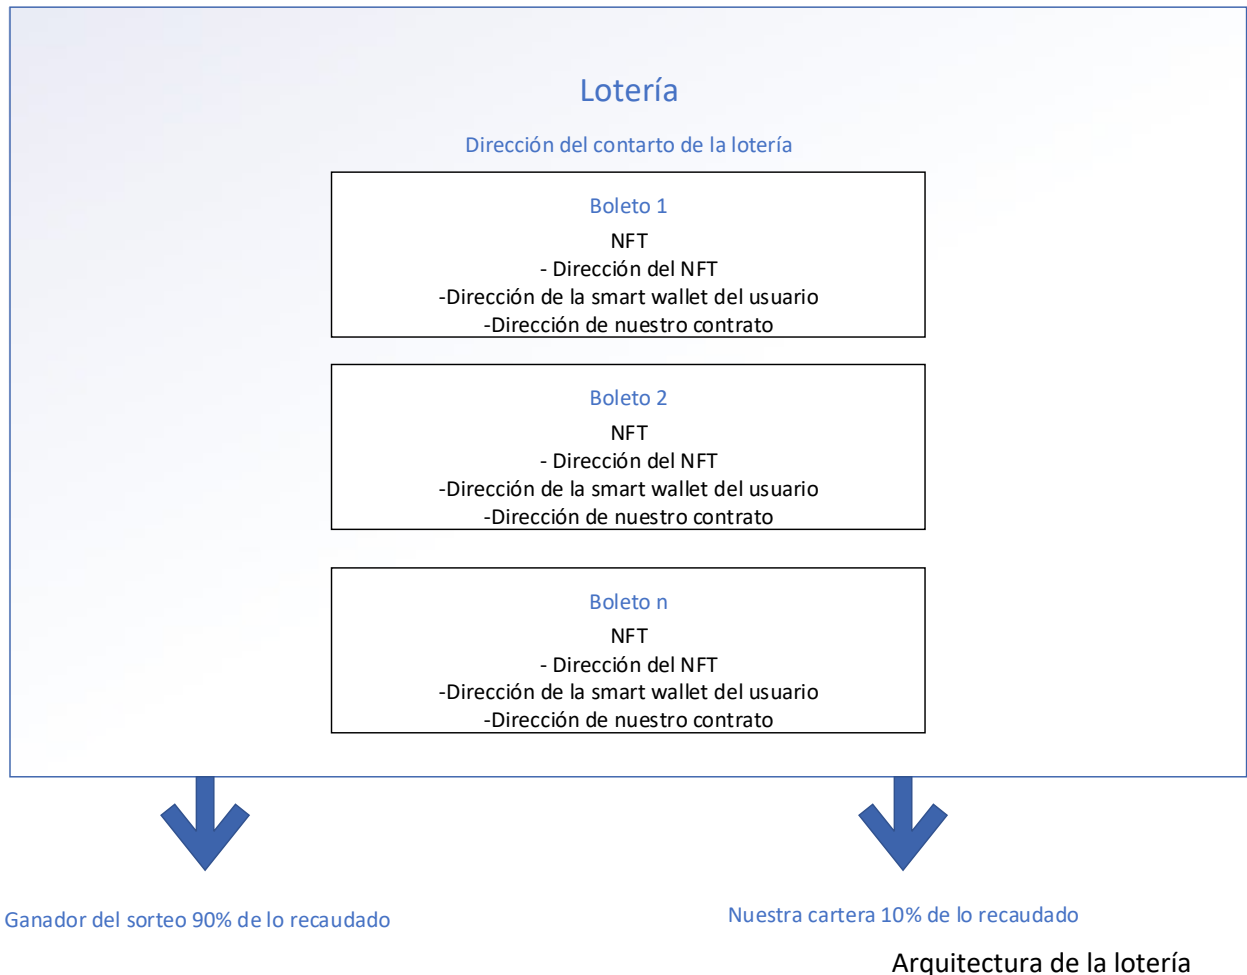 Lotería
Dirección del contarto de la lotería
Boleto 1
NFT
- Dirección del NFT
-Dirección de la smart wallet del usuario
-Dirección de nuestro contrato
Boleto 2
NFT
- Dirección del NFT
-Dirección de la smart wallet del usuario
-Dirección de nuestro contrato
Boleto n
NFT
- Dirección del NFT
-Dirección de la smart wallet del usuario
-Dirección de nuestro contrato
Ganador del sorteo 90% de lo recaudado
Nuestra cartera 10% de lo recaudado
Arquitectura de la lotería